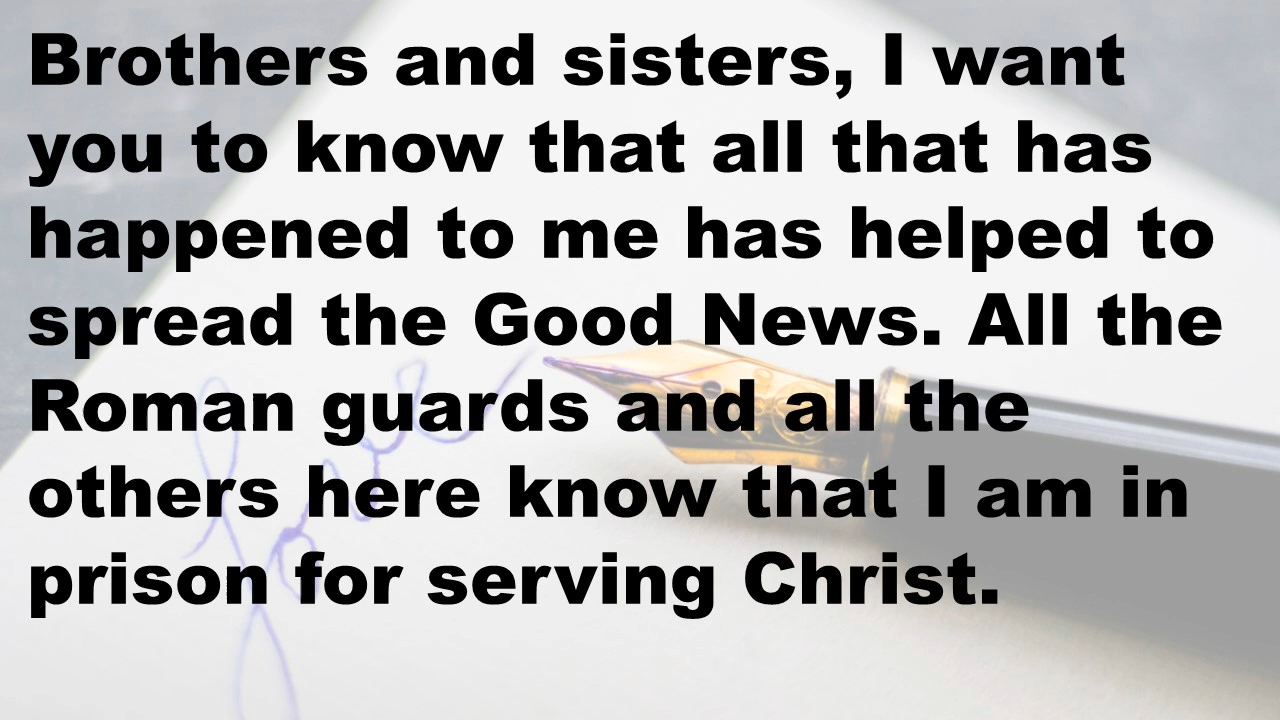 Brothers and sisters, I want
you to know that all that has
happened to me has helped to
spread the Good News. All the
Roman guards and all the
others here know that I am in
prison for serving Christ.